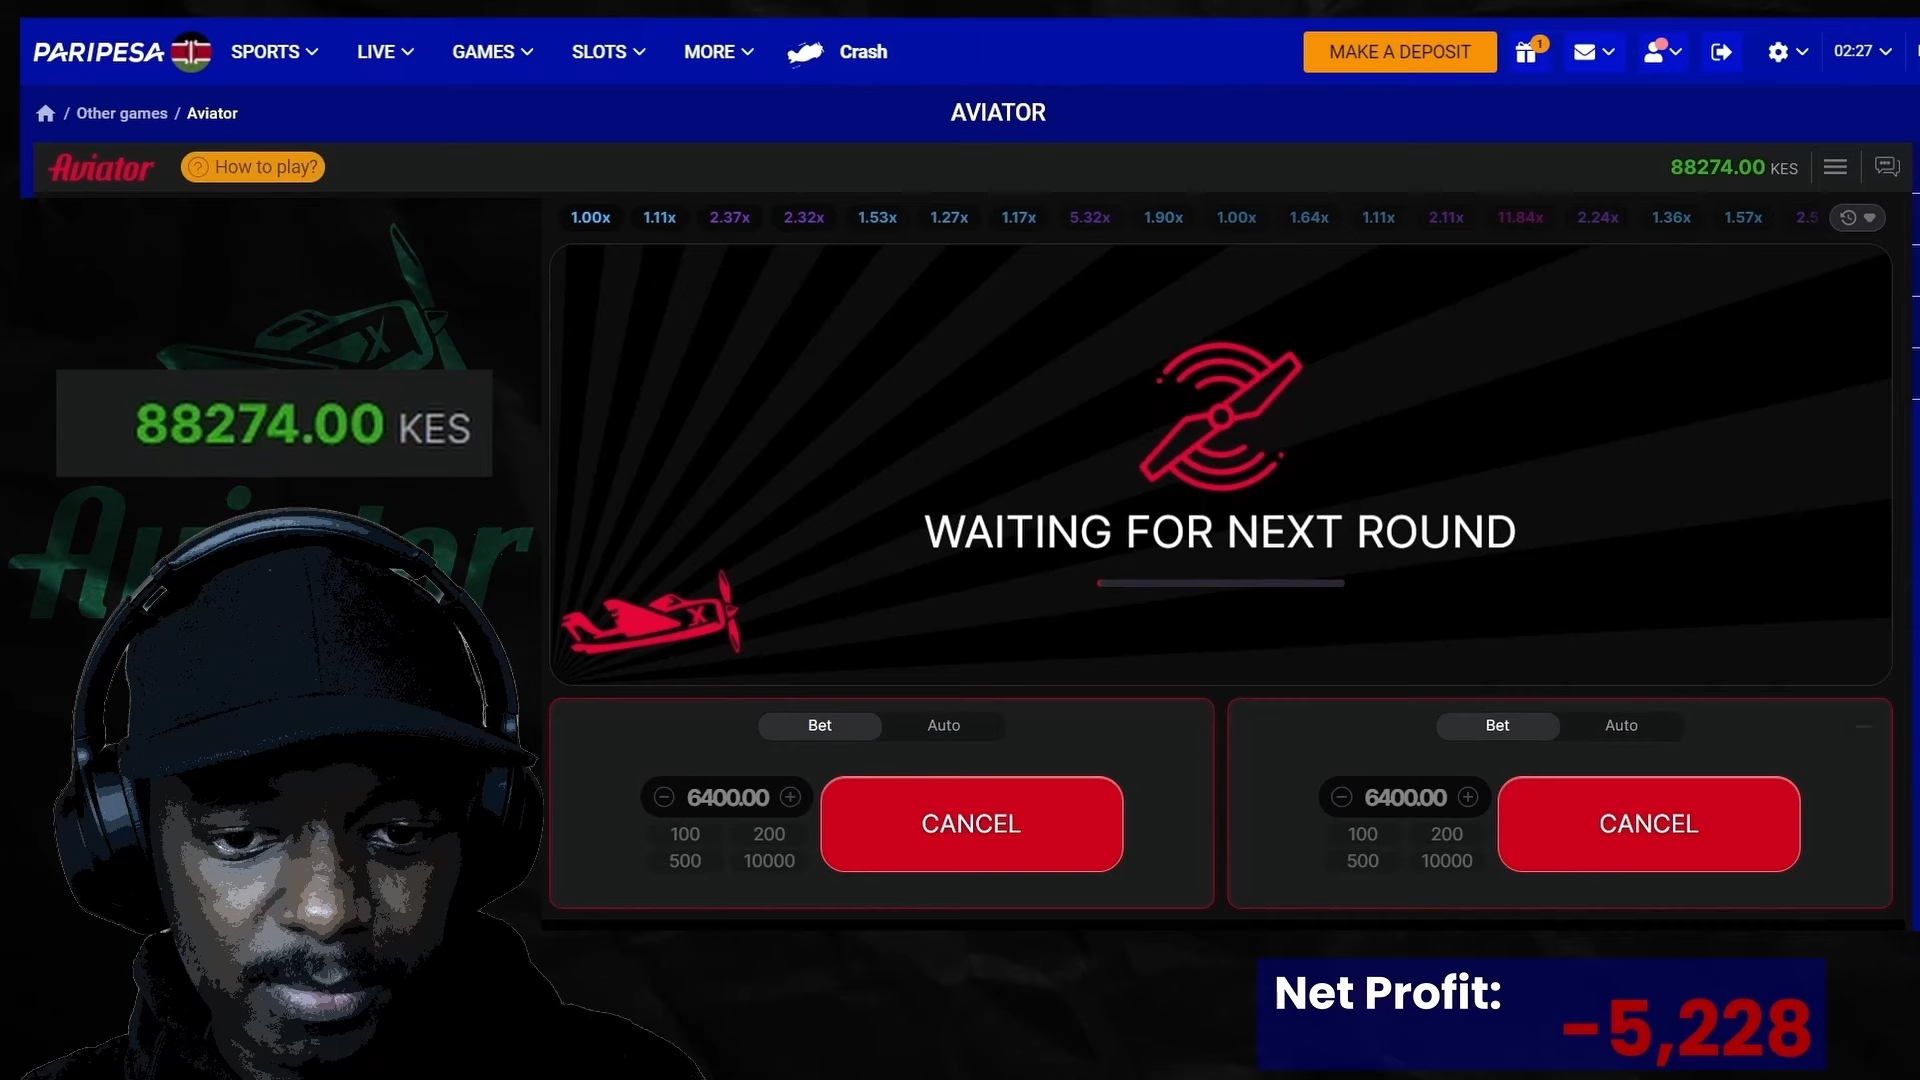 PARIPESA SPORTS LIVE GAMES SLOTS MORE Crash MAKE A DEPOSIT 1 02:27
/ Other games / Aviator
AVIATOR
Aviator ? How to play? 88274.00 KES
1.00x 1.11x 2.37x 2.32x 1.53x 1.27x 1.17x 5.32x 1.90x 1.00x 1.64x 1.11x 2.11x 11.84x 2.24x 1.36x 1.57x 2.5
X
88274.00 KES
Aviator
WAITING FOR NEXT ROUND
X
Bet Auto
6400.00
100 200
500 10000
CANCEL
Bet Auto
6400.00
100 200
500 10000
CANCEL
Net Profit:
-5,228